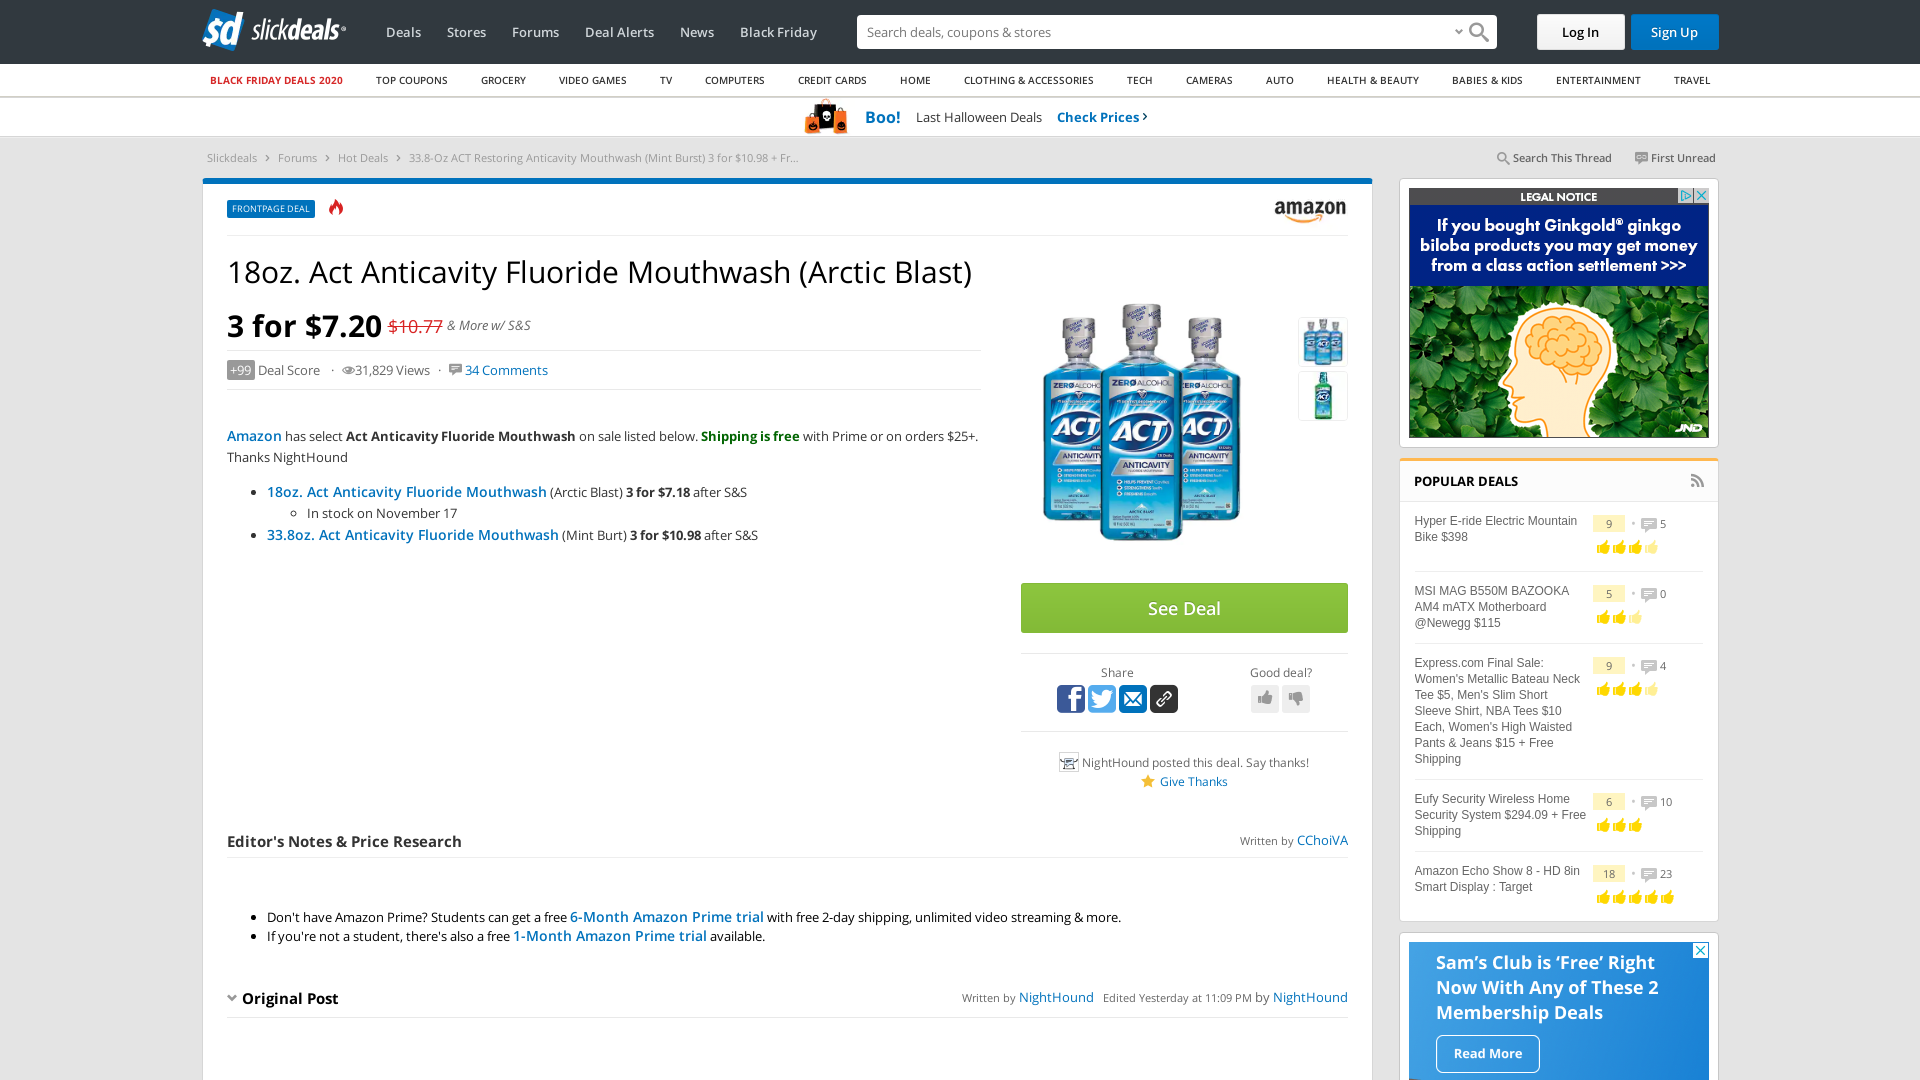 sd slickdeals
Deals Stores Forums Deal Alerts News Black Friday
Search deals, coupons & shopping
Log In Sign Up
BLACK FRIDAY DEALS 2020 TOP COUPONS GROCERY VIDEO GAMES TV COMPUTERS CREDIT CARDS HOME CLOTHING & ACCESSORIES TECH CAMERAS AUTO HEALTH & BEAUTY BABIES & KIDS ENTERTAINMENT TRAVEL
Boo! Last Halloween Deals Check Prices ›
Slickdeals › Forums › Hot Deals › 33.8-Oz ACT Restoring Anticavity Mouthwash (Mint Burst) 3 for $10.98 + Fr...
Search This Thread First Unread
FRONTPAGE DEAL
amazon
18oz. Act Anticavity Fluoride Mouthwash (Arctic Blast)
3 for $7.20 $10.77 & More w/ S&S
+99 Deal Score · 31,829 Views · 34 Comments
Amazon has select Act Anticavity Fluoride Mouthwash on sale listed below. Shipping is free with Prime or on orders $25+.
Thanks NightHound
• 18oz. Act Anticavity Fluoride Mouthwash (Arctic Blast) 3 for $7.18 after S&S
◦ In stock on November 17
• 33.8oz. Act Anticavity Fluoride Mouthwash (Mint Burt) 3 for $10.98 after S&S
ZERO ALCOHOL
ACT
ANTICAVITY
ARCTIC BLAST
See Deal
Share Good deal?
NightHound posted this deal. Say thanks!
Give Thanks
Editor's Notes & Price Research
Written by CChoiVA
• Don't have Amazon Prime? Students can get a free 6-Month Amazon Prime trial with free 2-day shipping, unlimited video streaming & more.
• If you're not a student, there's also a free 1-Month Amazon Prime trial available.
Original Post
Written by NightHound Edited Yesterday at 11:09 PM by NightHound
LEGAL NOTICE
If you bought Ginkgold® ginkgo
biloba products you may get money
from a class action settlement >>>
JND
POPULAR DEALS
Hyper E-ride Electric Mountain
Bike $398
9 • 5
MSI MAG B550M BAZOOKA
AM4 mATX Motherboard
@Newegg $115
5 • 0
Express.com Final Sale:
Women's Metallic Bateau Neck
Tee $5, Men's Slim Short
Sleeve Shirt, NBA Tees $10
Each, Women's High Waisted
Pants & Jeans $15 + Free
Shipping
9 • 4
Eufy Security Wireless Home
Security System $294.09 + Free
Shipping
6 • 10
Amazon Echo Show 8 - HD 8in
Smart Display : Target
18 • 23
Sam's Club is 'Free' Right
Now With Any of These 2
Membership Deals
Read More